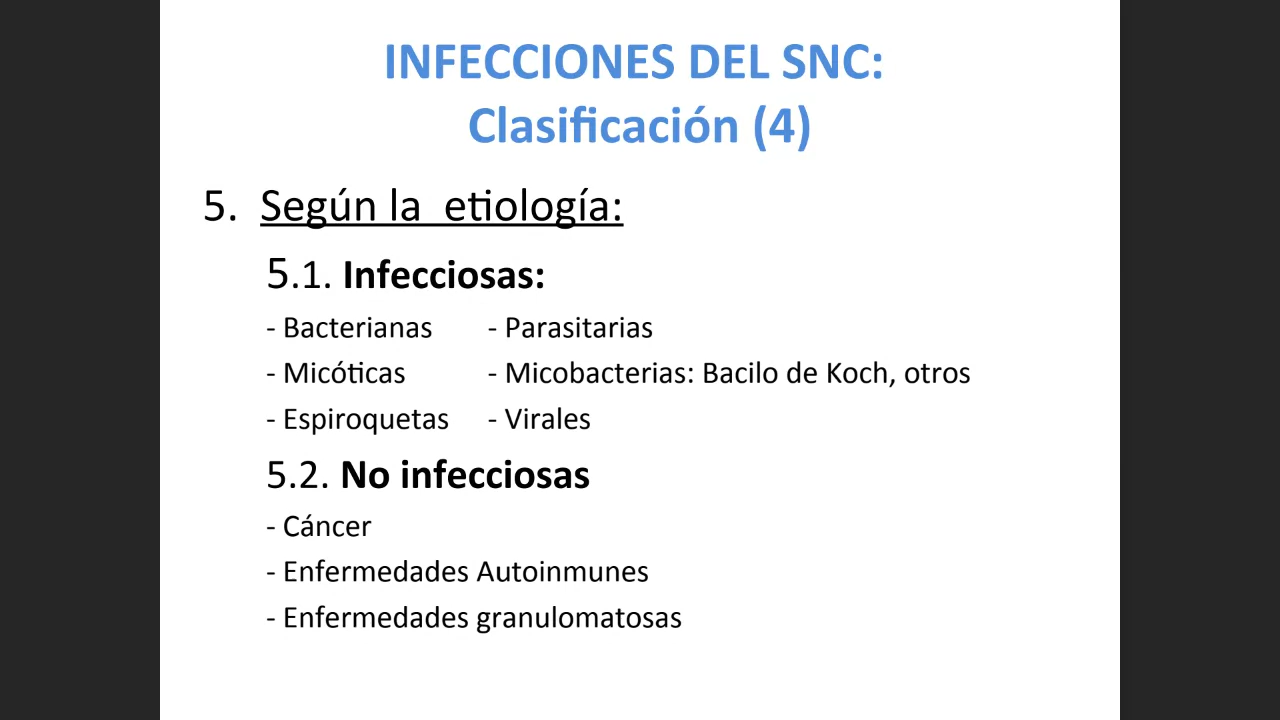 INFECCIONES DEL SNC:
Clasificación (4)
5. Según la etiología:
5.1. Infecciosas:
- Bacterianas - Parasitarias
- Micóticas - Micobacterias: Bacilo de Koch, otros
- Espiroquetas - Virales
5.2. No infecciosas
- Cáncer
- Enfermedades Autoinmunes
- Enfermedades granulomatosas